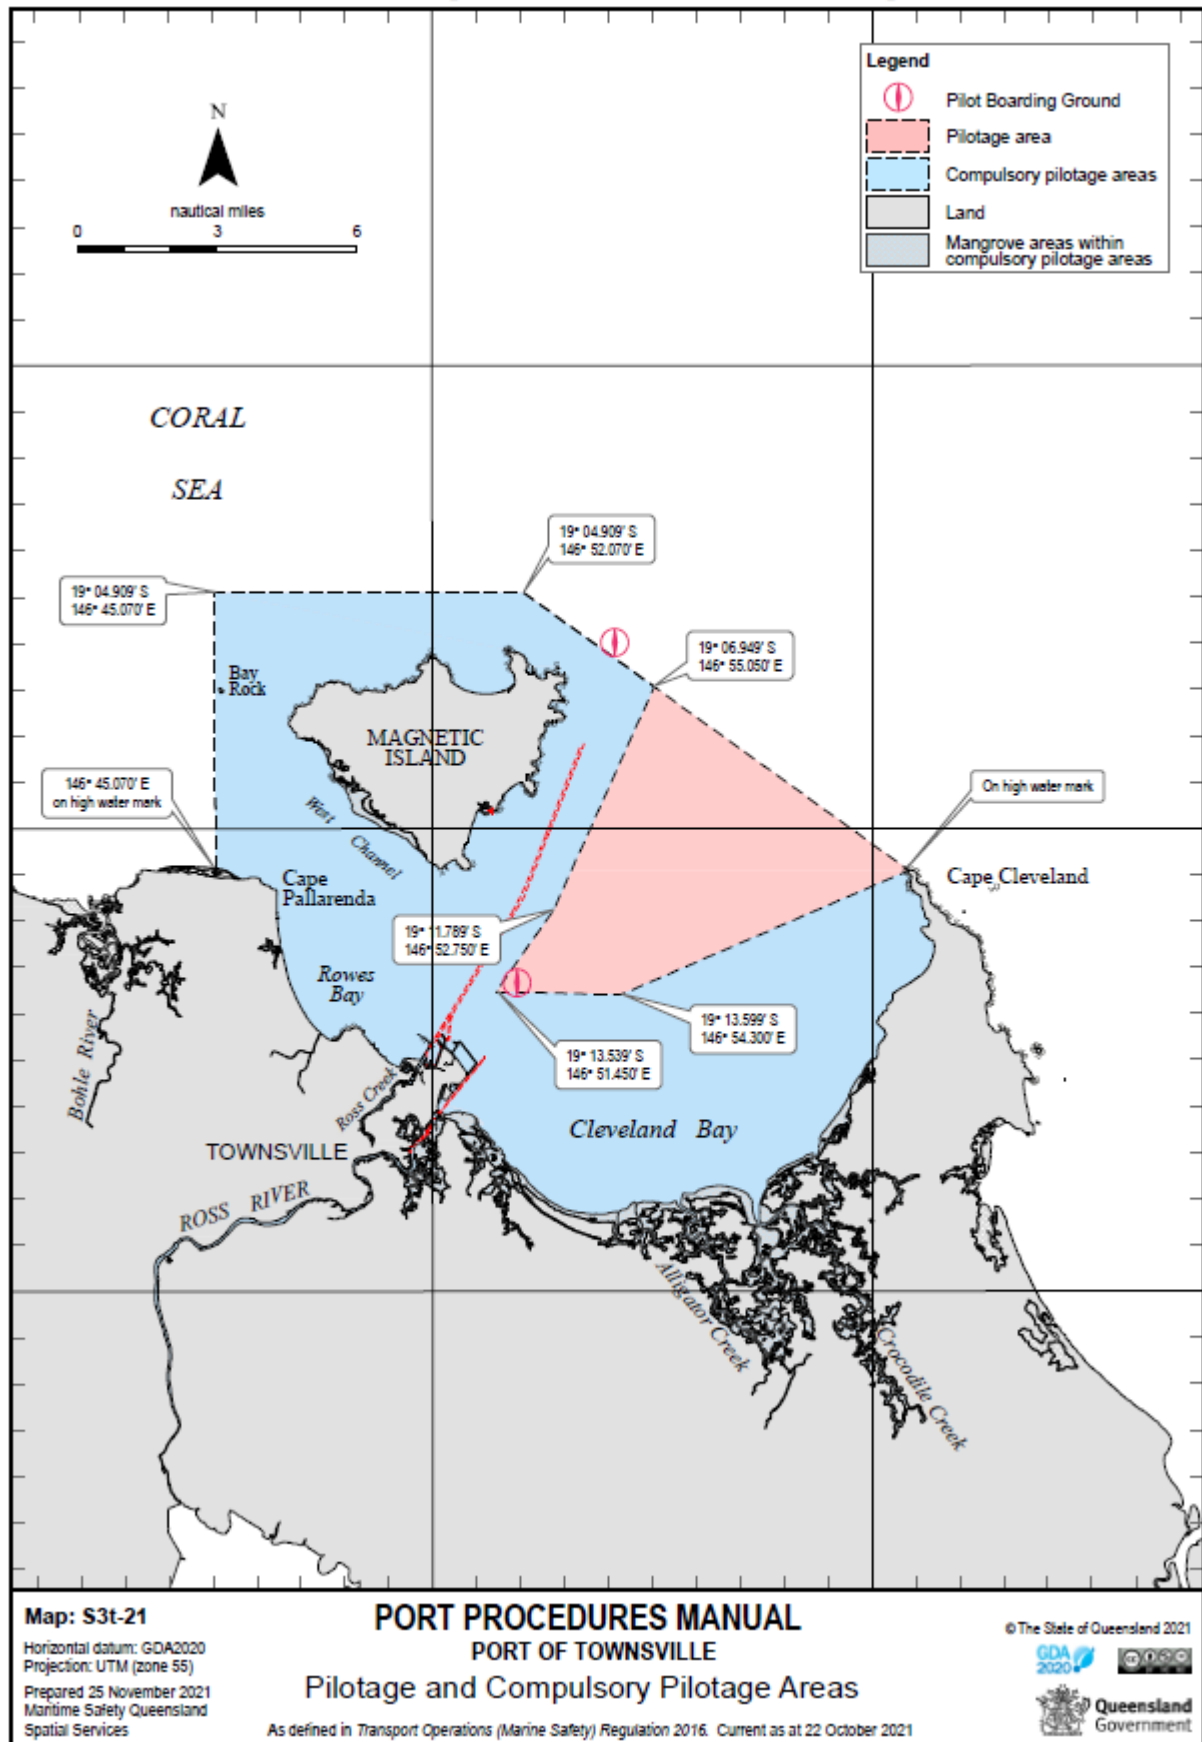 Legend
Pilot Boarding Ground
Pilotage area
Compulsory pilotage areas
Land
Mangrove areas within
compulsory pilotage areas
N
nautical miles
0 3 6
CORAL
SEA
19° 04.909' S
146° 52.070' E
19° 04.909' S
146° 45.070' E
19° 06.949' S
146° 55.050' E
Bay
Rock
MAGNETIC
ISLAND
146° 45.070' E
on high water mark
On high water mark
West Channel
Cape
Pallarenda
Cape Cleveland
19° 11.789' S
146° 52.750' E
Rowes
Bay
19° 13.599' S
146° 54.300' E
19° 13.539' S
146° 51.450' E
Bohle River
Ross Creek
Cleveland Bay
TOWNSVILLE
ROSS RIVER
Alligator Creek
Crocodile Creek
Map: S3t-21
Horizontal datum: GDA2020
Projection: UTM (zone 55)
Prepared 25 November 2021
Maritime Safety Queensland
Spatial Services
PORT PROCEDURES MANUAL
PORT OF TOWNSVILLE
Pilotage and Compulsory Pilotage Areas
As defined in Transport Operations (Marine Safety) Regulation 2016. Current as at 22 October 2021
© The State of Queensland 2021
GDA
2020
Queensland
Government